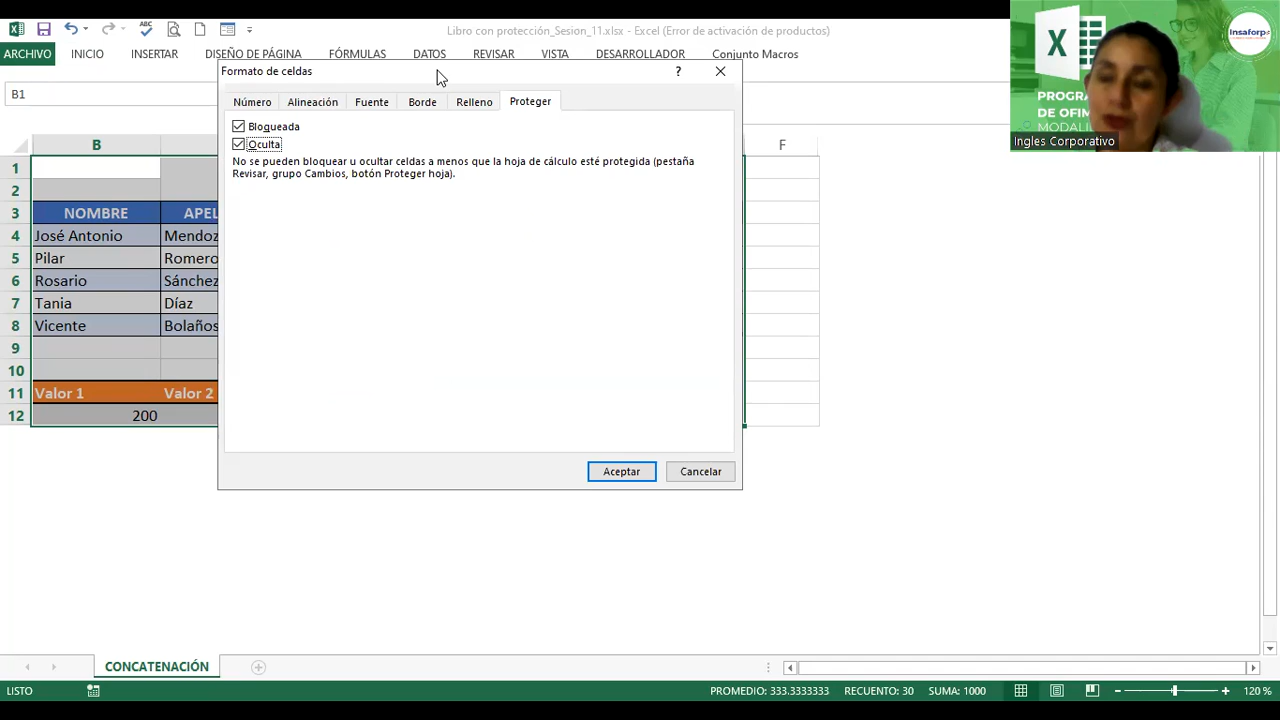 Libro con protección_Sesion_11.xlsx - Excel (Error de activación de productos)
ARCHIVO INICIO INSERTAR DISEÑO DE PÁGINA FÓRMULAS DATOS REVISAR VISTA DESARROLLADOR Conjunto Macros
B1
Formato de celdas
Número Alineación Fuente Borde Relleno Proteger
Bloqueada
Oculta
No se pueden bloquear u ocultar celdas a menos que la hoja de cálculo esté protegida (pestaña
Revisar, grupo Cambios, botón Proteger hoja).
Aceptar Cancelar
B F
1
2
3 NOMBRE APEL
4 José Antonio Mendoz
5 Pilar Romero
6 Rosario Sánchez
7 Tania Díaz
8 Vicente Bolaños
9
10
11 Valor 1 Valor 2
12 200
CONCATENACIÓN
LISTO PROMEDIO: 333.3333333 RECUENTO: 30 SUMA: 1000 120 %
Insaforp
PROGR
DE OFIM
MODALI
Ingles Corporativo